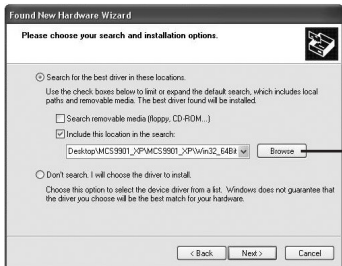 Found New Hardware Wizard
Please choose your search and installation options.
Search for the best driver in these locations.
Use the check boxes below to limit or expand the default search, which includes local
paths and removable media. The best driver found will be installed.
Search removable media (floppy, CD-ROM...)
Include this location in the search:
Desktop\MCS9901_XP\MCS9901_XP\Win32_64Bit
Browse
Don't search. I will choose the driver to install.
Choose this option to select the device driver from a list. Windows does not guarantee that
the driver you choose will be the best match for your hardware.
< Back
Next >
Cancel